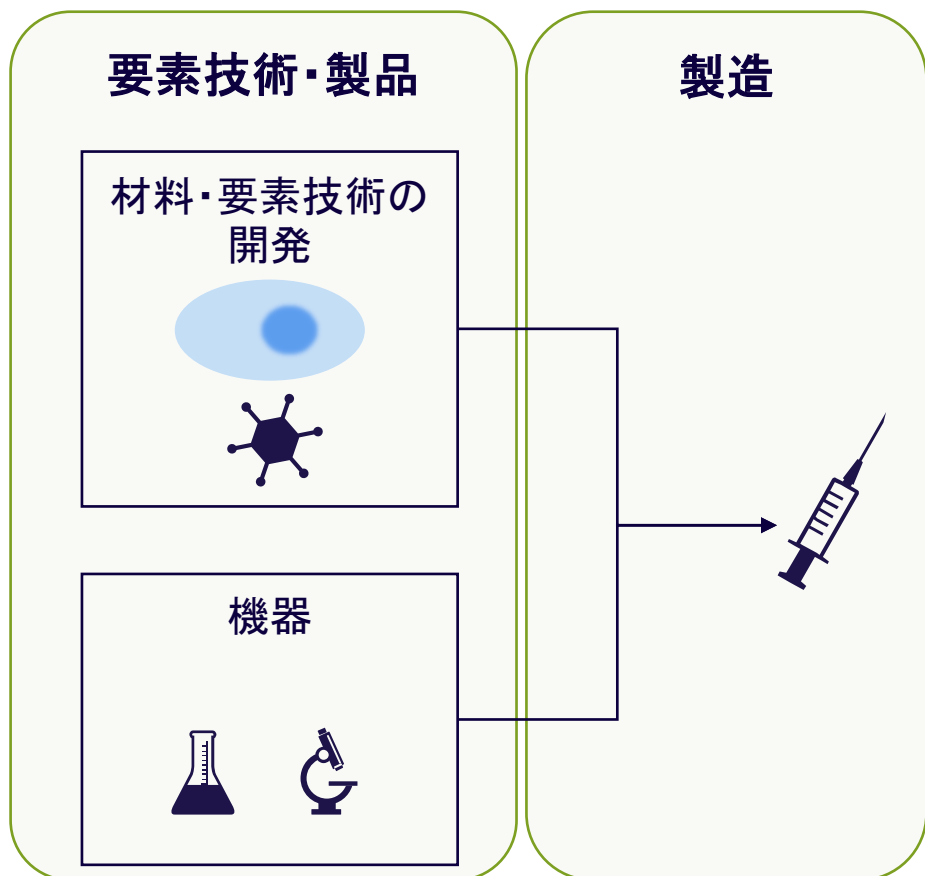 要素技術・製品
製造
材料・要素技術の
開発
機器